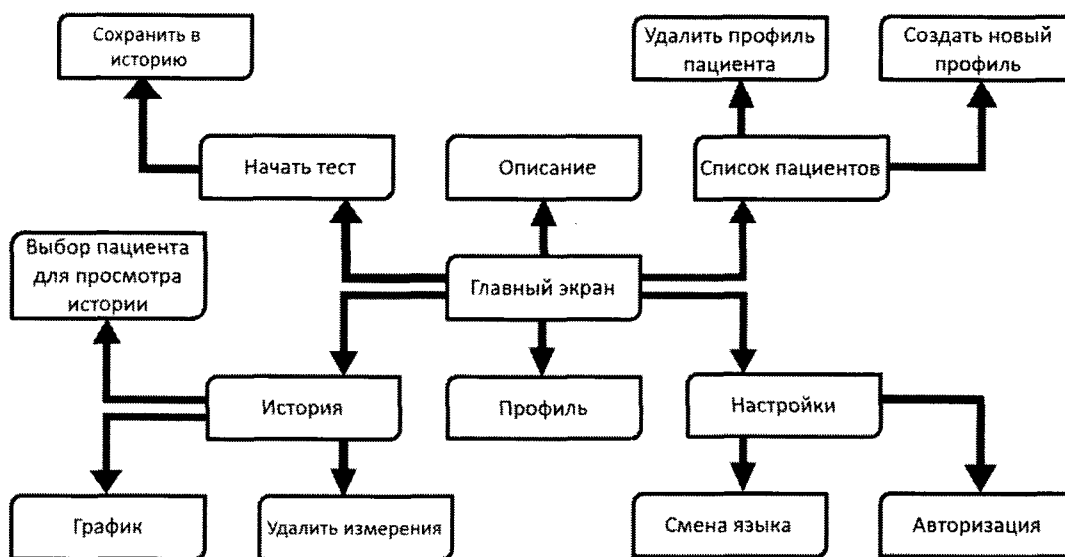 Сохранить в
историю
Удалить профиль
пациента
Создать новый
профиль
Начать тест
Описание
Список пациентов
Выбор пациента
для просмотра
истории
Главный экран
История
Профиль
Настройки
График
Удалить измерения
Смена языка
Авторизация